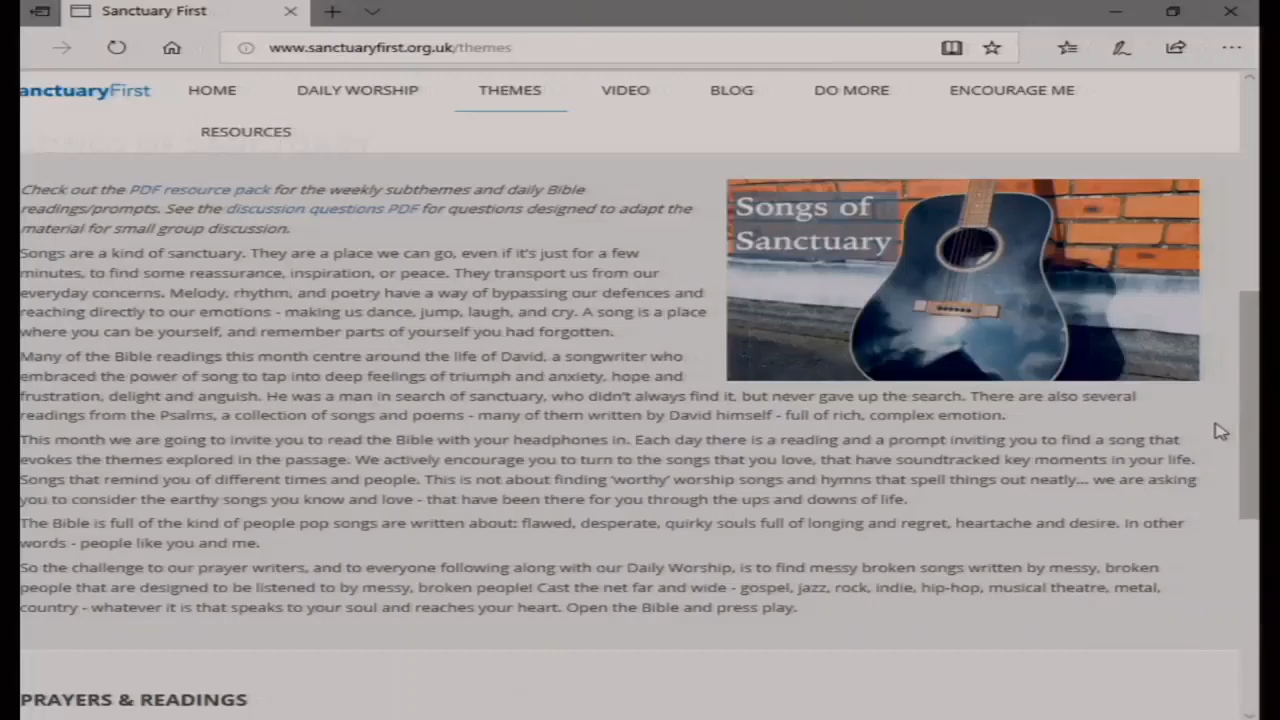 Sanctuary First
www.sanctuaryfirst.org.uk/themes
anctuaryFirst HOME DAILY WORSHIP THEMES VIDEO BLOG DO MORE ENCOURAGE ME
RESOURCES
Check out the PDF resource pack for the weekly subthemes and daily Bible
readings/prompts. See the discussion questions PDF for questions designed to adapt the
material for small group discussion.
Songs of
Sanctuary
Songs are a kind of sanctuary. They are a place we can go, even if it's just for a few
minutes, to find some reassurance, inspiration, or peace. They transport us from our
everyday concerns. Melody, rhythm, and poetry have a way of bypassing our defences and
reaching directly to our emotions - making us dance, jump, laugh, and cry. A song is a place
where you can be yourself, and remember parts of yourself you had forgotten.
Many of the Bible readings this month centre around the life of David, a songwriter who
embraced the power of song to tap into deep feelings of triumph and anxiety, hope and
frustration, delight and anguish. He was a man in search of sanctuary, who didn't always find it, but never gave up the search. There are also several
readings from the Psalms, a collection of songs and poems - many of them written by David himself - full of rich, complex emotion.
This month we are going to invite you to read the Bible with your headphones in. Each day there is a reading and a prompt inviting you to find a song that
evokes the themes explored in the passage. We actively encourage you to turn to the songs that you love, that have soundtracked key moments in your life.
Songs that remind you of different times and people. This is not about finding 'worthy' worship songs and hymns that spell things out neatly... we are asking
you to consider the earthy songs you know and love - that have been there for you through the ups and downs of life.
The Bible is full of the kind of people pop songs are written about: flawed, desperate, quirky souls full of longing and regret, heartache and desire. In other
words - people like you and me.
So the challenge to our prayer writers, and to everyone following along with our Daily Worship, is to find messy broken songs written by messy, broken
people that are designed to be listened to by messy, broken people! Cast the net far and wide - gospel, jazz, rock, indie, hip-hop, musical theatre, metal,
country - whatever it is that speaks to your soul and reaches your heart. Open the Bible and press play.
PRAYERS & READINGS